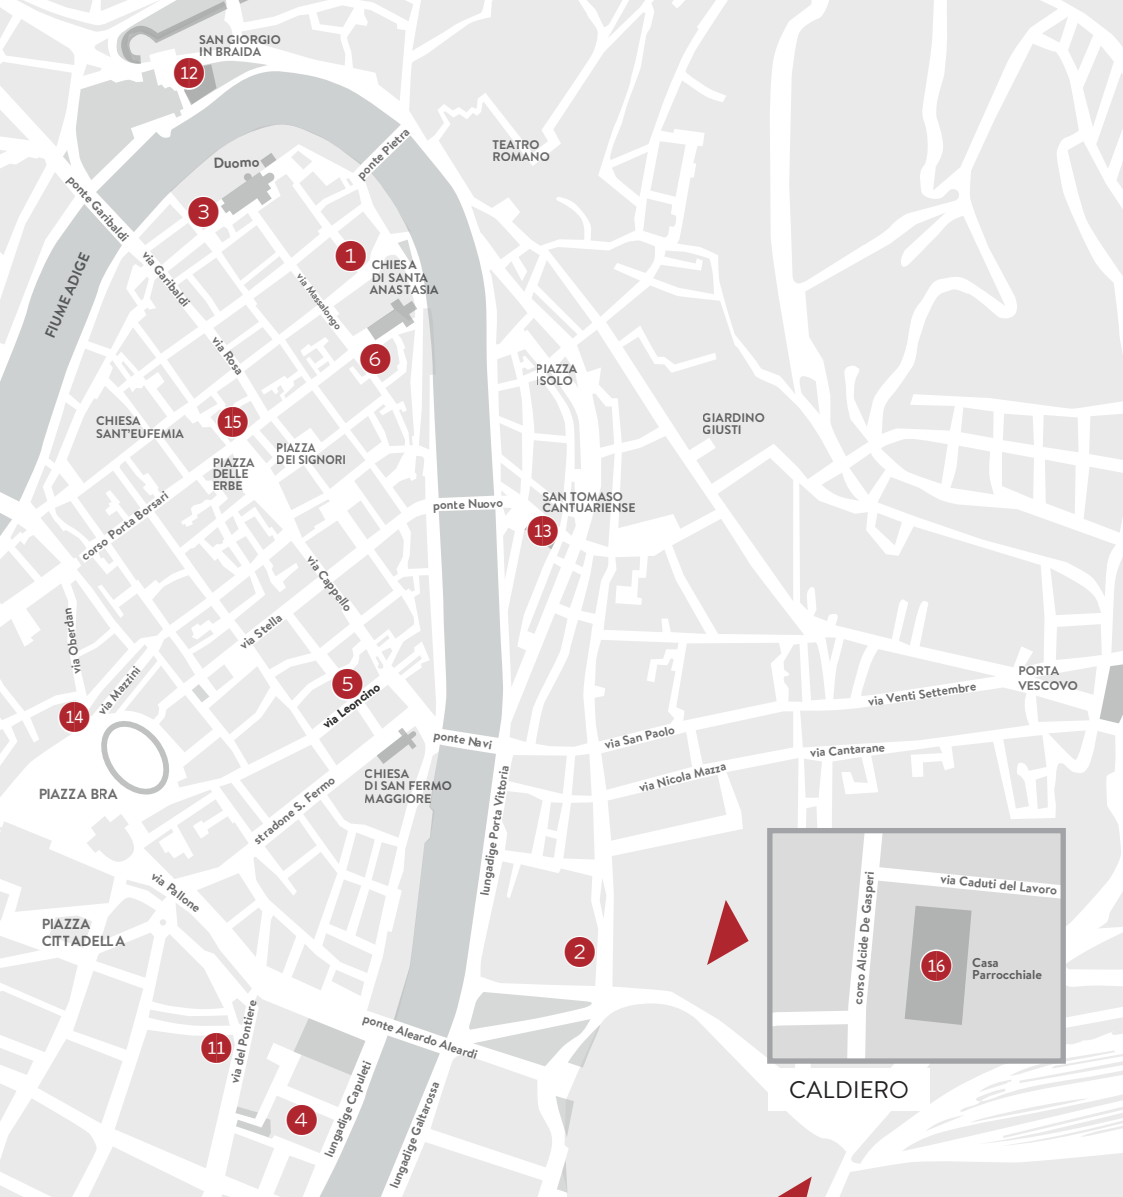 SAN GIORGIO
IN BRAIDA
12
TEATRO
ROMANO
ponte Pietra
Duomo
3
ponte Garibaldi
1
CHIESA
DI SANTA
ANASTASIA
via Garibaldi
FIUME ADIGE
via Massalongo
via Rosa
6
PIAZZA
ISOLO
15
CHIESA
SANT'EUFEMIA
GIARDINO
GIUSTI
PIAZZA
DEI SIGNORI
PIAZZA
DELLE
ERBE
corso Porta Borsari
ponte Nuovo
SAN TOMASO
CANTUARIENSE
13
via Cappello
via Oberdan
via Stella
via Mazzini
5
via Leoncino
PORTA
VESCOVO
via Venti Settembre
14
ponte Navi
via San Paolo
via Cantarane
via Nicola Mazza
PIAZZA BRA
CHIESA
DI SAN FERMO
MAGGIORE
stradone S. Fermo
lungadige Porta Vittoria
via Pallone
PIAZZA
CITTADELLA
2
via Caduti del Lavoro
corso Alcide De Gasperi
16
Casa
Parrocchiale
CALDIERO
11
via del Pontiere
ponte Aleardo Aleardi
4
lungadige Capuleti
lungadige Galtarossa